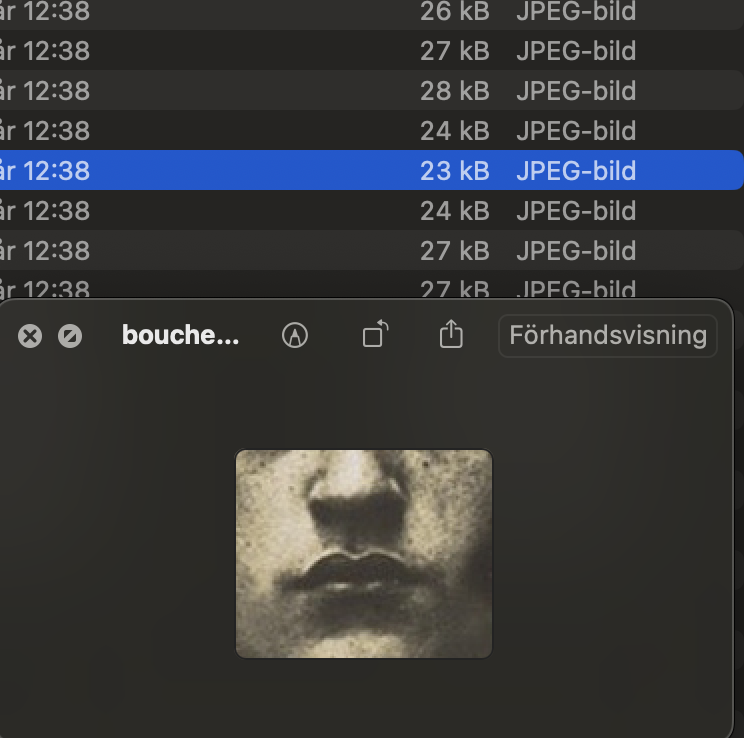 år 12:38 26 kB JPEG-bild
år 12:38 27 kB JPEG-bild
år 12:38 28 kB JPEG-bild
år 12:38 24 kB JPEG-bild
år 12:38 23 kB JPEG-bild
år 12:38 24 kB JPEG-bild
år 12:38 27 kB JPEG-bild
år 12:38 27 kB JPEG-bild
bouche...
Förhandsvisning